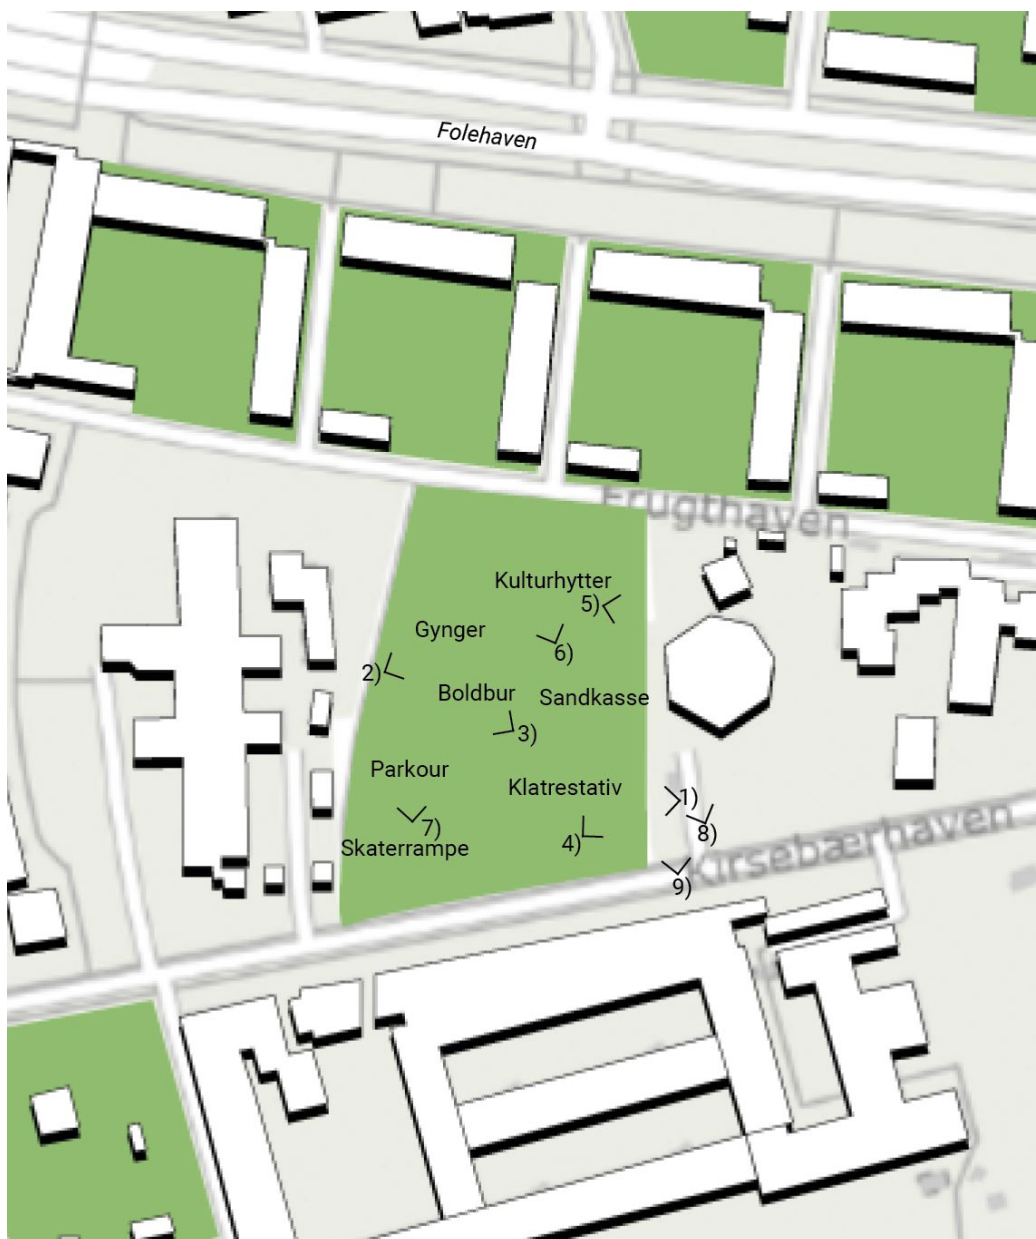 Folehaven
Frugthaven
Kulturhytter
5)
Gynger
6)
2)
Boldbur
Sandkasse
3)
Parkour
Klatrestativ
1)
7)
8)
4)
Skaterrampe
Kirsebærhaven
9)